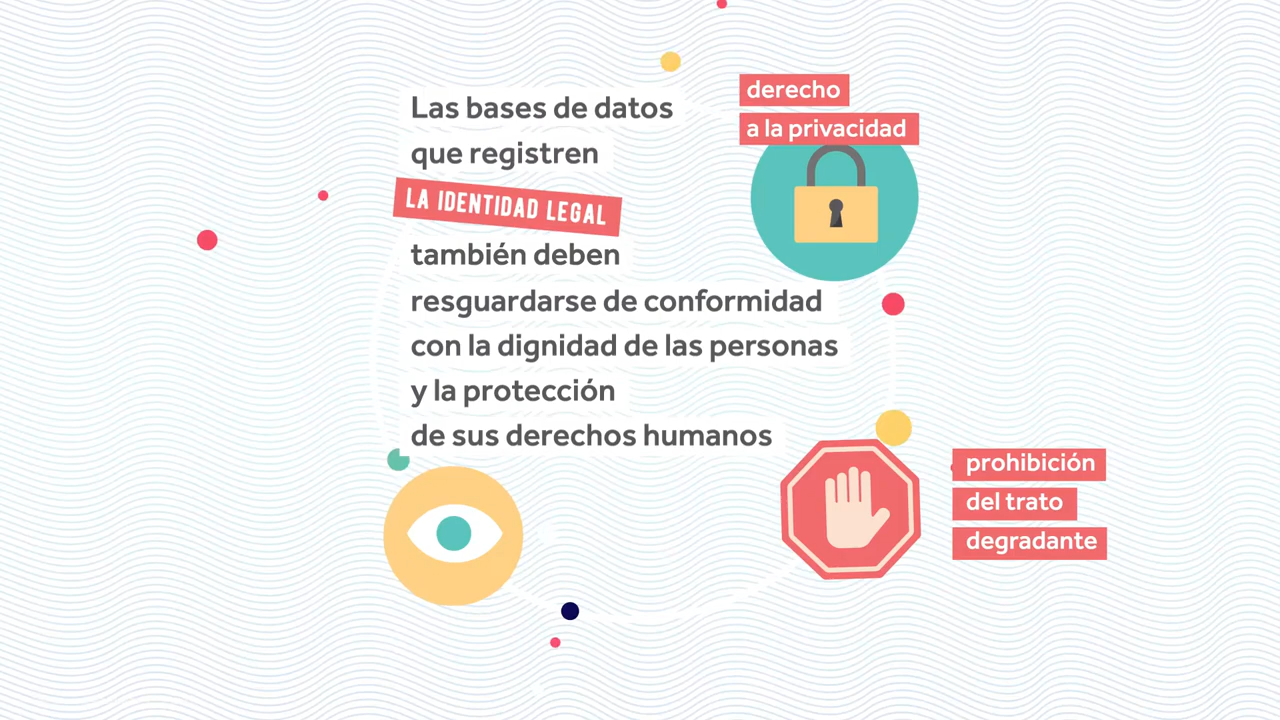 Las bases de datos
que registren
LA IDENTIDAD LEGAL
también deben
resguardarse de conformidad
con la dignidad de las personas
y la protección
de sus derechos humanos
derecho
a la privacidad
prohibición
del trato
degradante